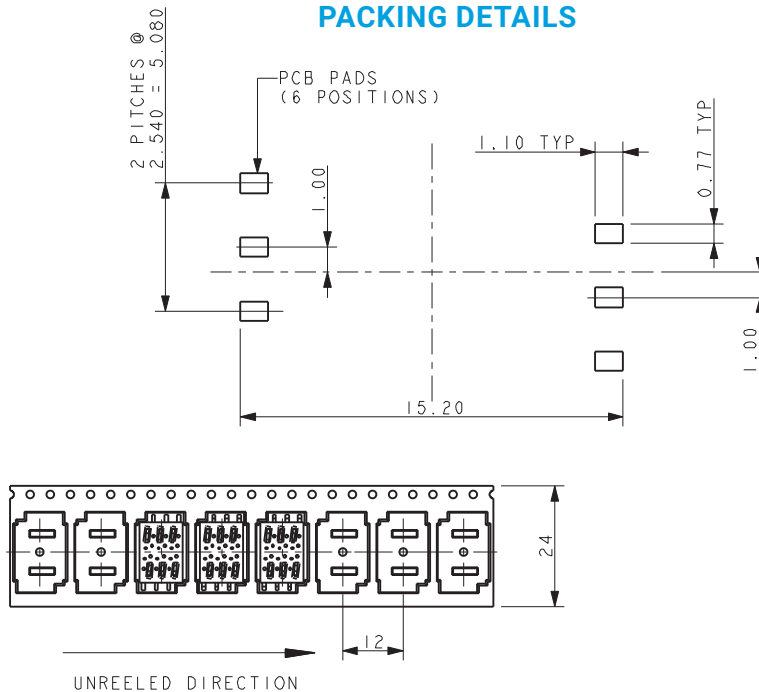 PACKING DETAILS
2 PITCHES @
2.540 = 5.080
PCB PADS
(6 POSITIONS)
1.00
1.10 TYP
0.77 TYP
1.00
15.20
24
12
UNREELED DIRECTION